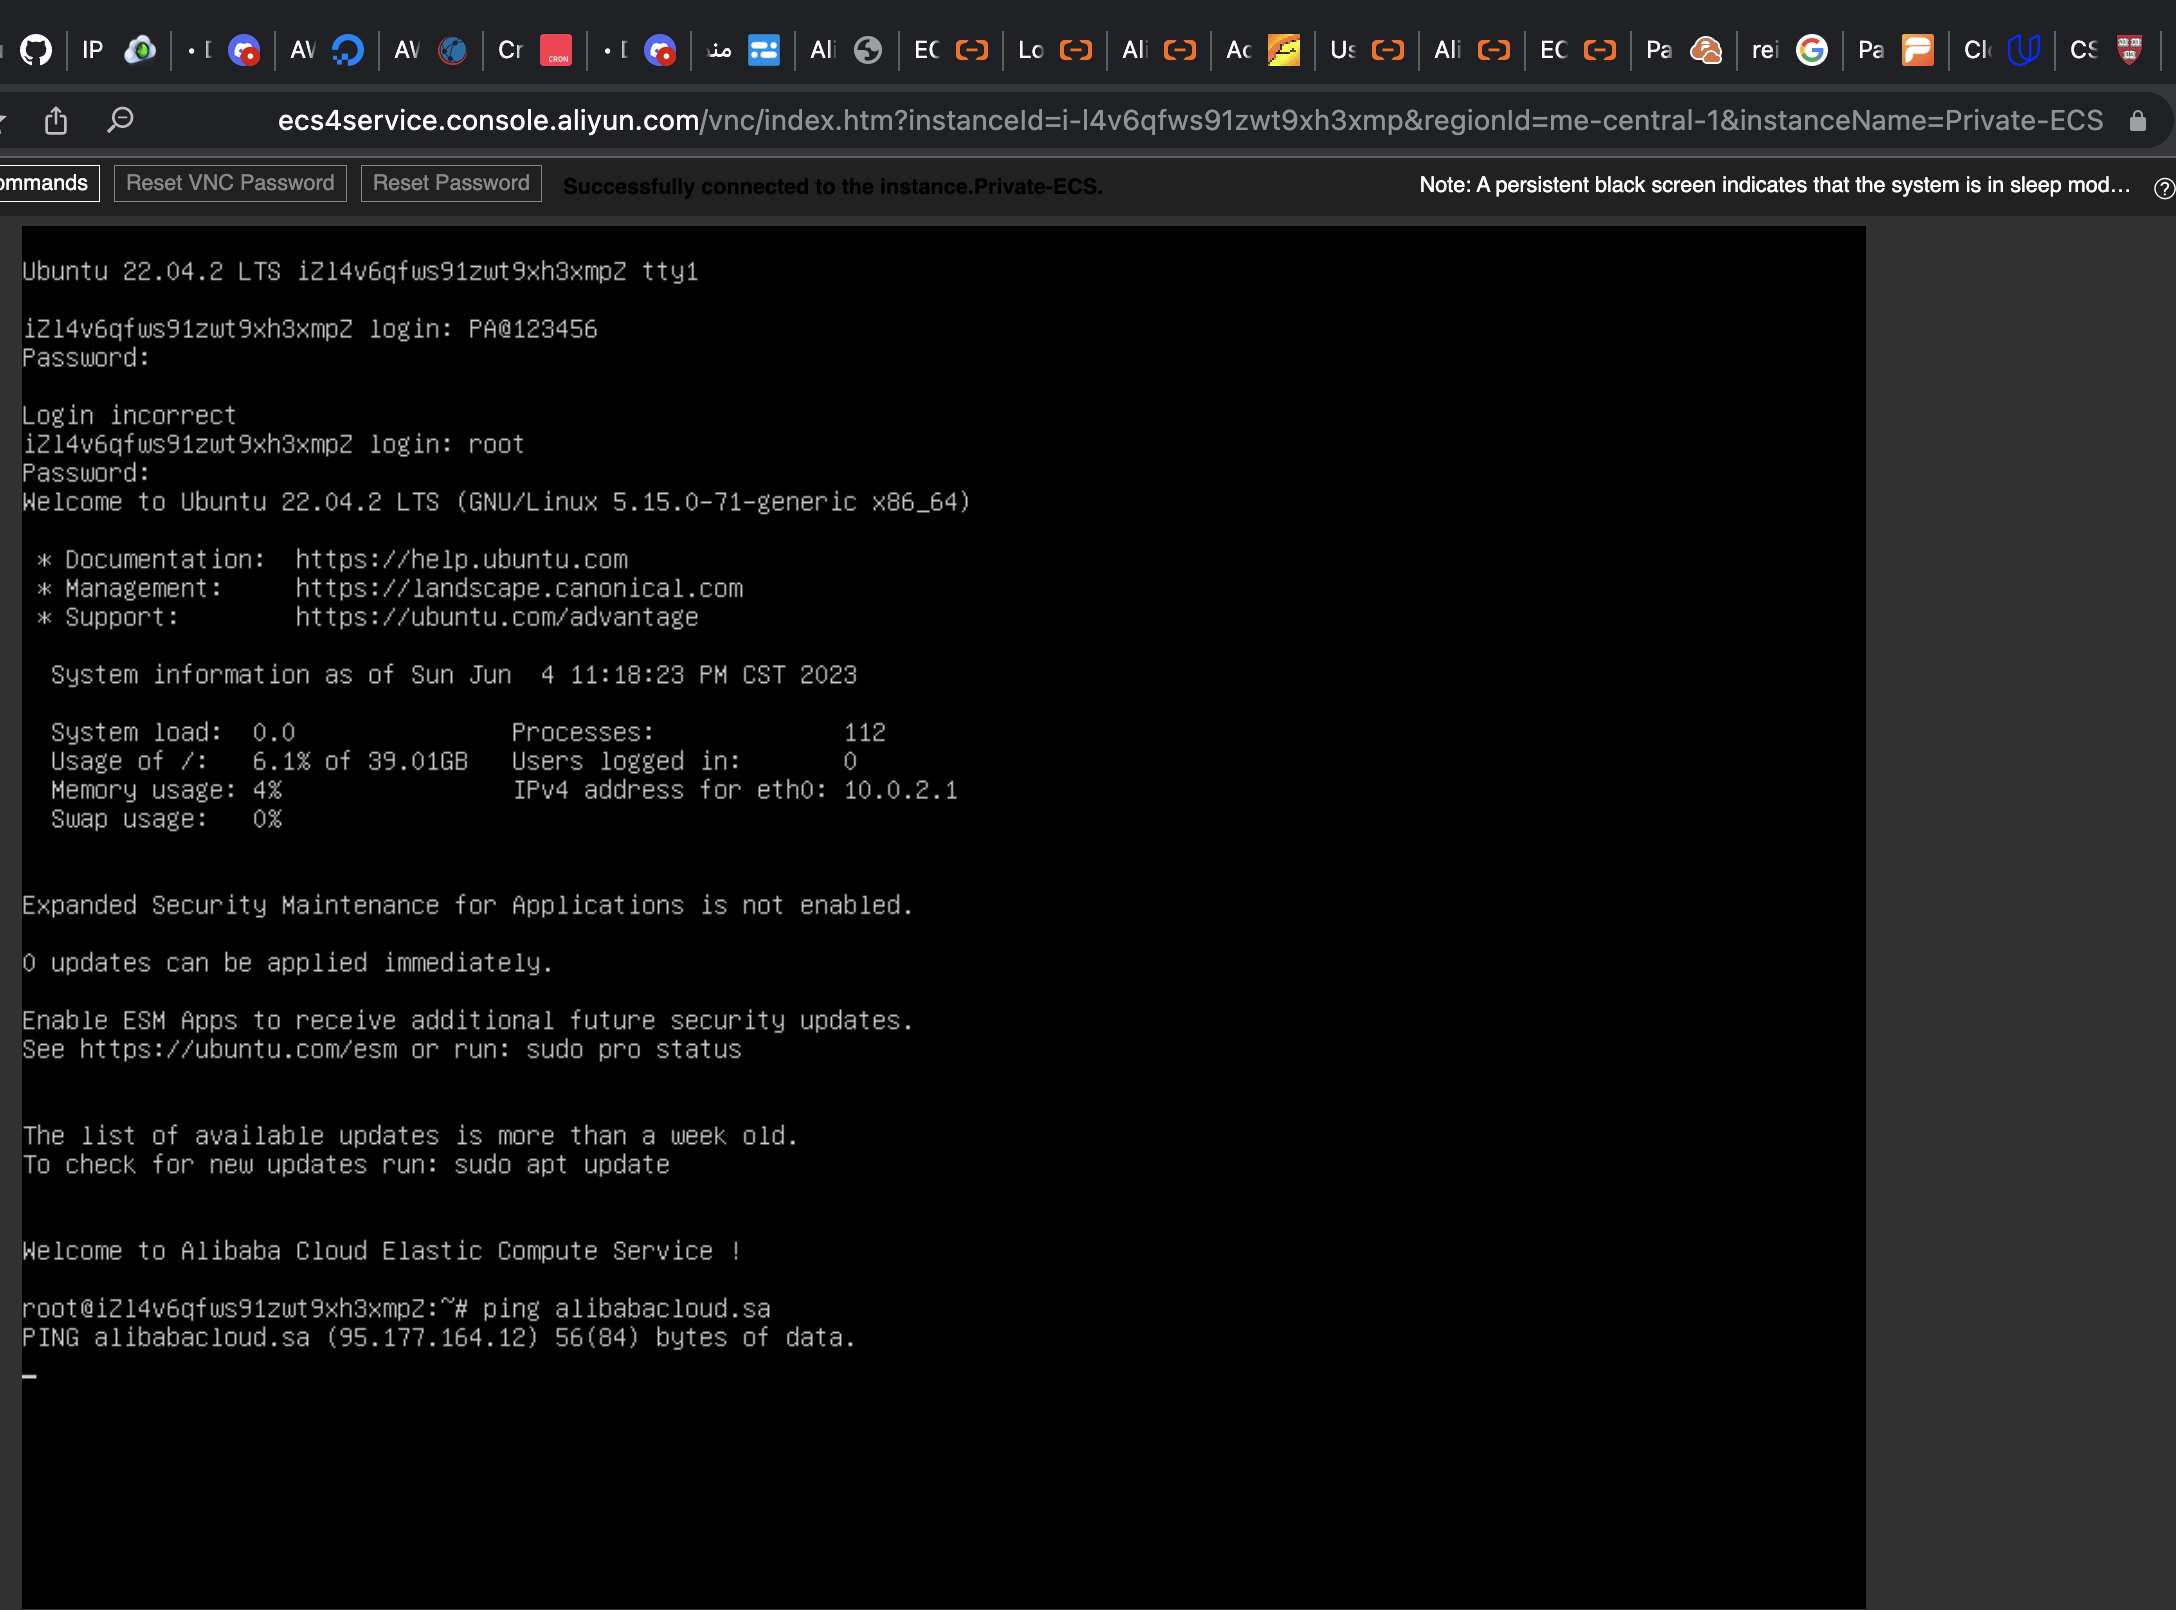 IP
AW
AW
Cr
CRON
منذ
Ali
EC
Lo
Ali
Ac
Us
Ali
EC
Pa
rei
Pa
Clo
CS
ecs4service.console.aliyun.com/vnc/index.htm?instanceId=i-l4v6qfws91zwt9xh3xmp&regionId=me-central-1&instanceName=Private-ECS
ommands Reset VNC Password Reset Password Successfully connected to the instance.Private-ECS. Note: A persistent black screen indicates that the system is in sleep mod...
Ubuntu 22.04.2 LTS iZl4v6qfws91zwt9xh3xmpZ tty1
iZl4v6qfws91zwt9xh3xmpZ login: PA@123456
Password:
Login incorrect
iZl4v6qfws91zwt9xh3xmpZ login: root
Password:
Welcome to Ubuntu 22.04.2 LTS (GNU/Linux 5.15.0-71-generic x86_64)
* Documentation: https://help.ubuntu.com
* Management: https://landscape.canonical.com
* Support: https://ubuntu.com/advantage
System information as of Sun Jun 4 11:18:23 PM CST 2023
System load: 0.0 Processes: 112
Usage of /: 6.1% of 39.01GB Users logged in: 0
Memory usage: 4% IPv4 address for eth0: 10.0.2.1
Swap usage: 0%
Expanded Security Maintenance for Applications is not enabled.
0 updates can be applied immediately.
Enable ESM Apps to receive additional future security updates.
See https://ubuntu.com/esm or run: sudo pro status
The list of available updates is more than a week old.
To check for new updates run: sudo apt update
Welcome to Alibaba Cloud Elastic Compute Service !
root@iZl4v6qfws91zwt9xh3xmpZ:~# ping alibabacloud.sa
PING alibabacloud.sa (95.177.164.12) 56(84) bytes of data.